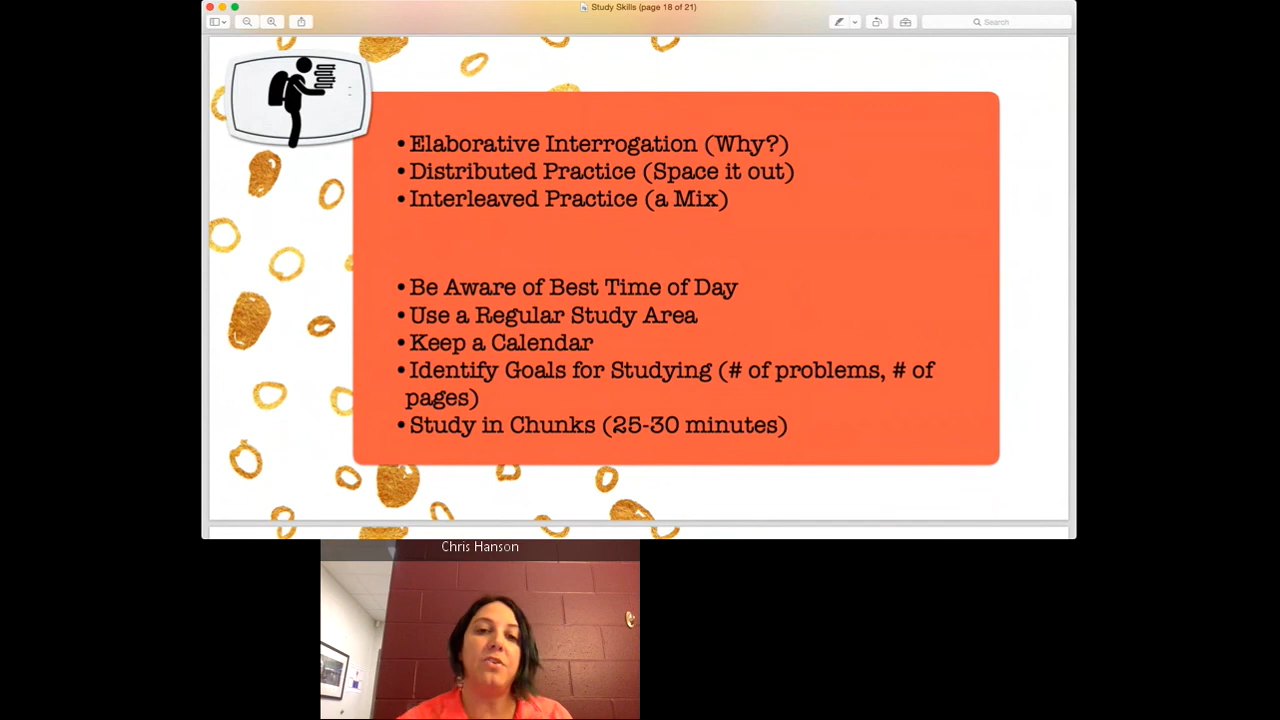 Study Skills (page 18 of 21)
Search
• Elaborative Interrogation (Why?)
• Distributed Practice (Space it out)
• Interleaved Practice (a Mix)
• Be Aware of Best Time of Day
• Use a Regular Study Area
• Keep a Calendar
• Identify Goals for Studying (# of problems, # of
pages)
• Study in Chunks (25-30 minutes)
Chris Hanson